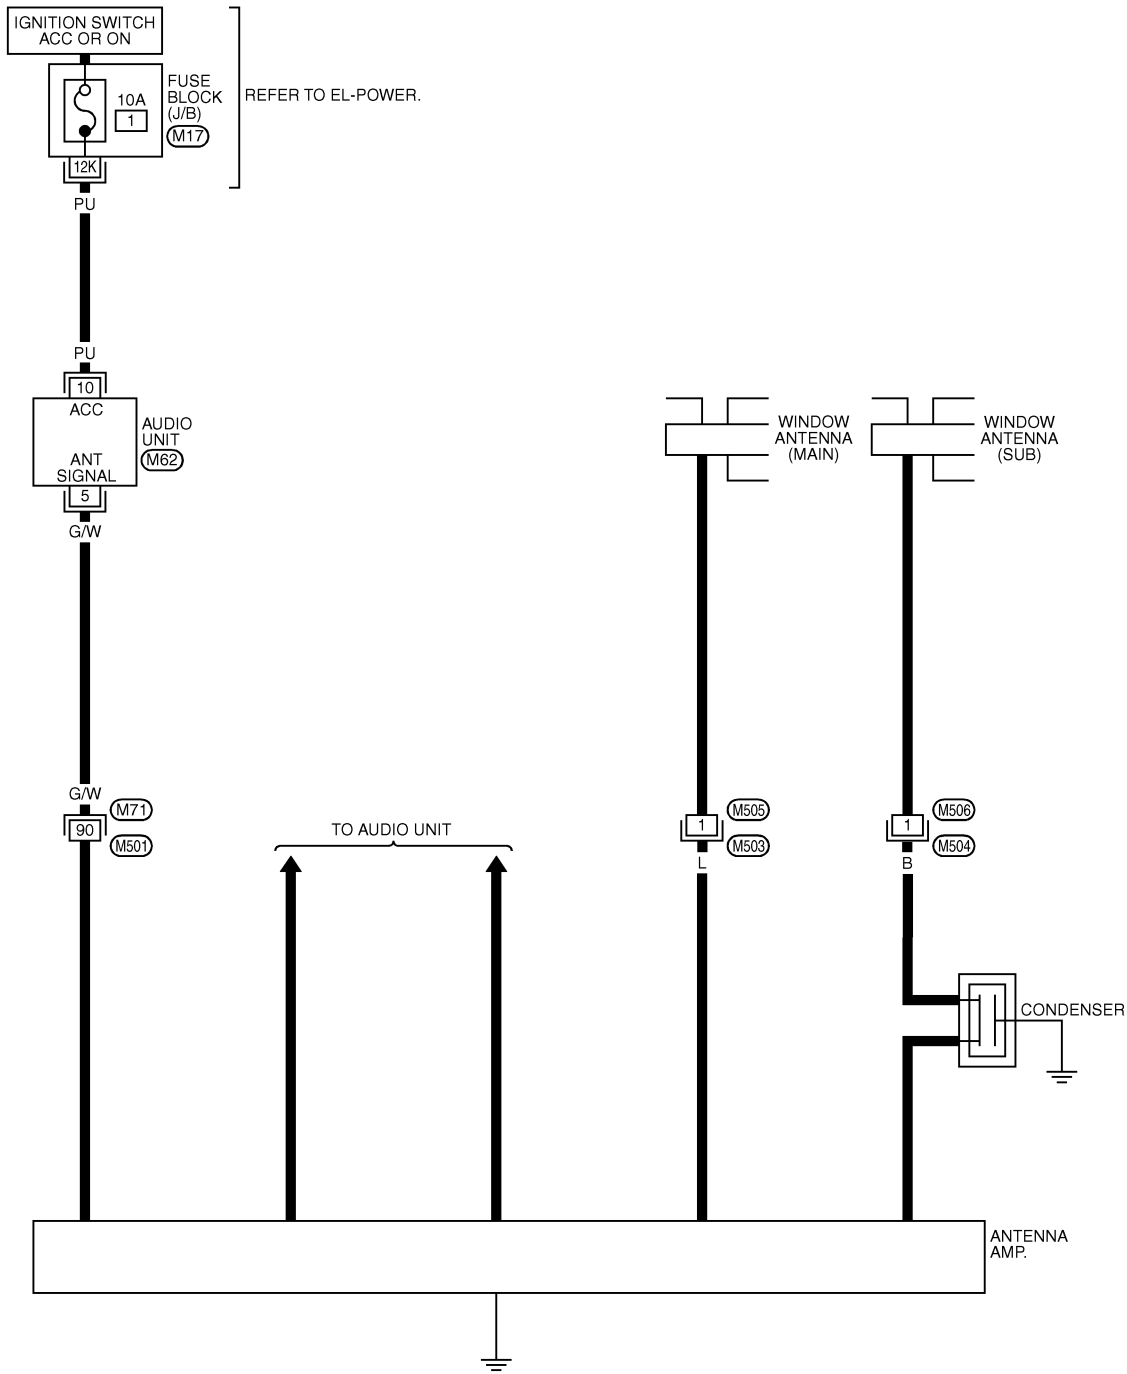 IGNITION SWITCH
ACC OR ON
10A
1
FUSE
BLOCK
(J/B)
M17
REFER TO EL-POWER.
12K
PU
PU
10
ACC
AUDIO
UNIT
M62
ANT
SIGNAL
5
G/W
WINDOW
ANTENNA
(MAIN)
WINDOW
ANTENNA
(SUB)
G/W
M71
90
M501
TO AUDIO UNIT
1
M505
M503
L
1
M506
M504
B
CONDENSER
ANTENNA
AMP.